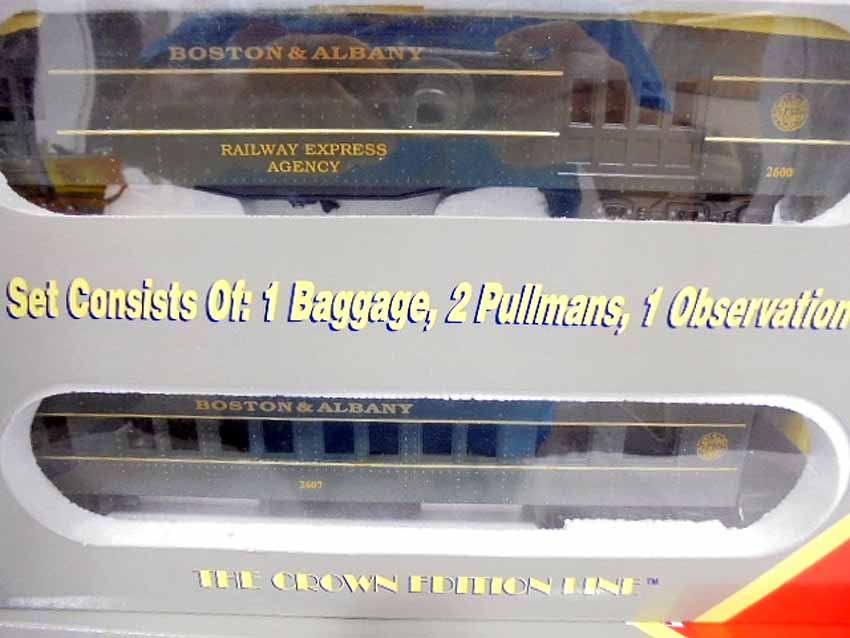 BOSTON & ALBANY
RAILWAY EXPRESS
AGENCY
2600
Set Consists Of: 1 Baggage, 2 Pullmans, 1 Observation
BOSTON & ALBANY
2607
THE CROWN EDITION LINE™